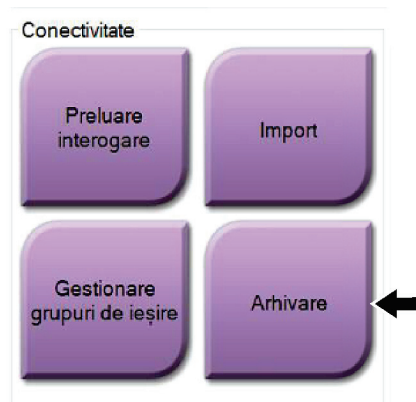 Conectivitate
Preluare
interogare
Import
Gestionare
grupuri de ieșire
Arhivare